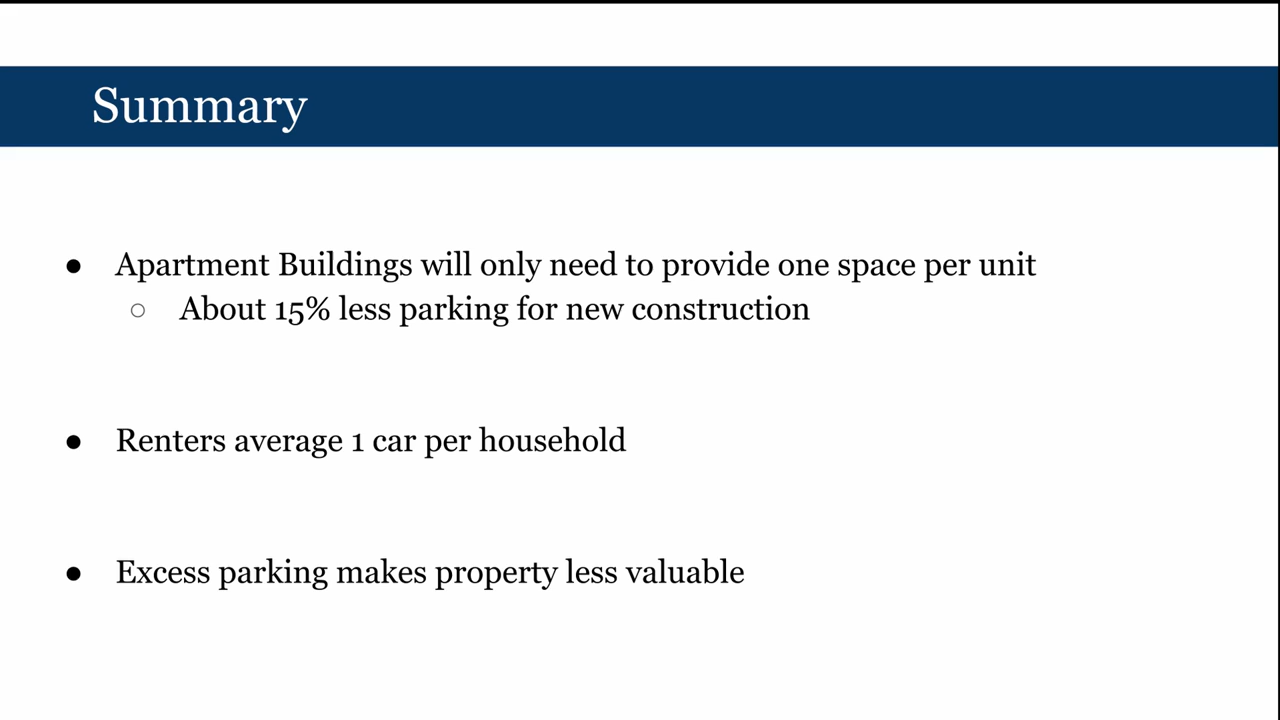 Summary
● Apartment Buildings will only need to provide one space per unit
○ About 15% less parking for new construction
● Renters average 1 car per household
● Excess parking makes property less valuable